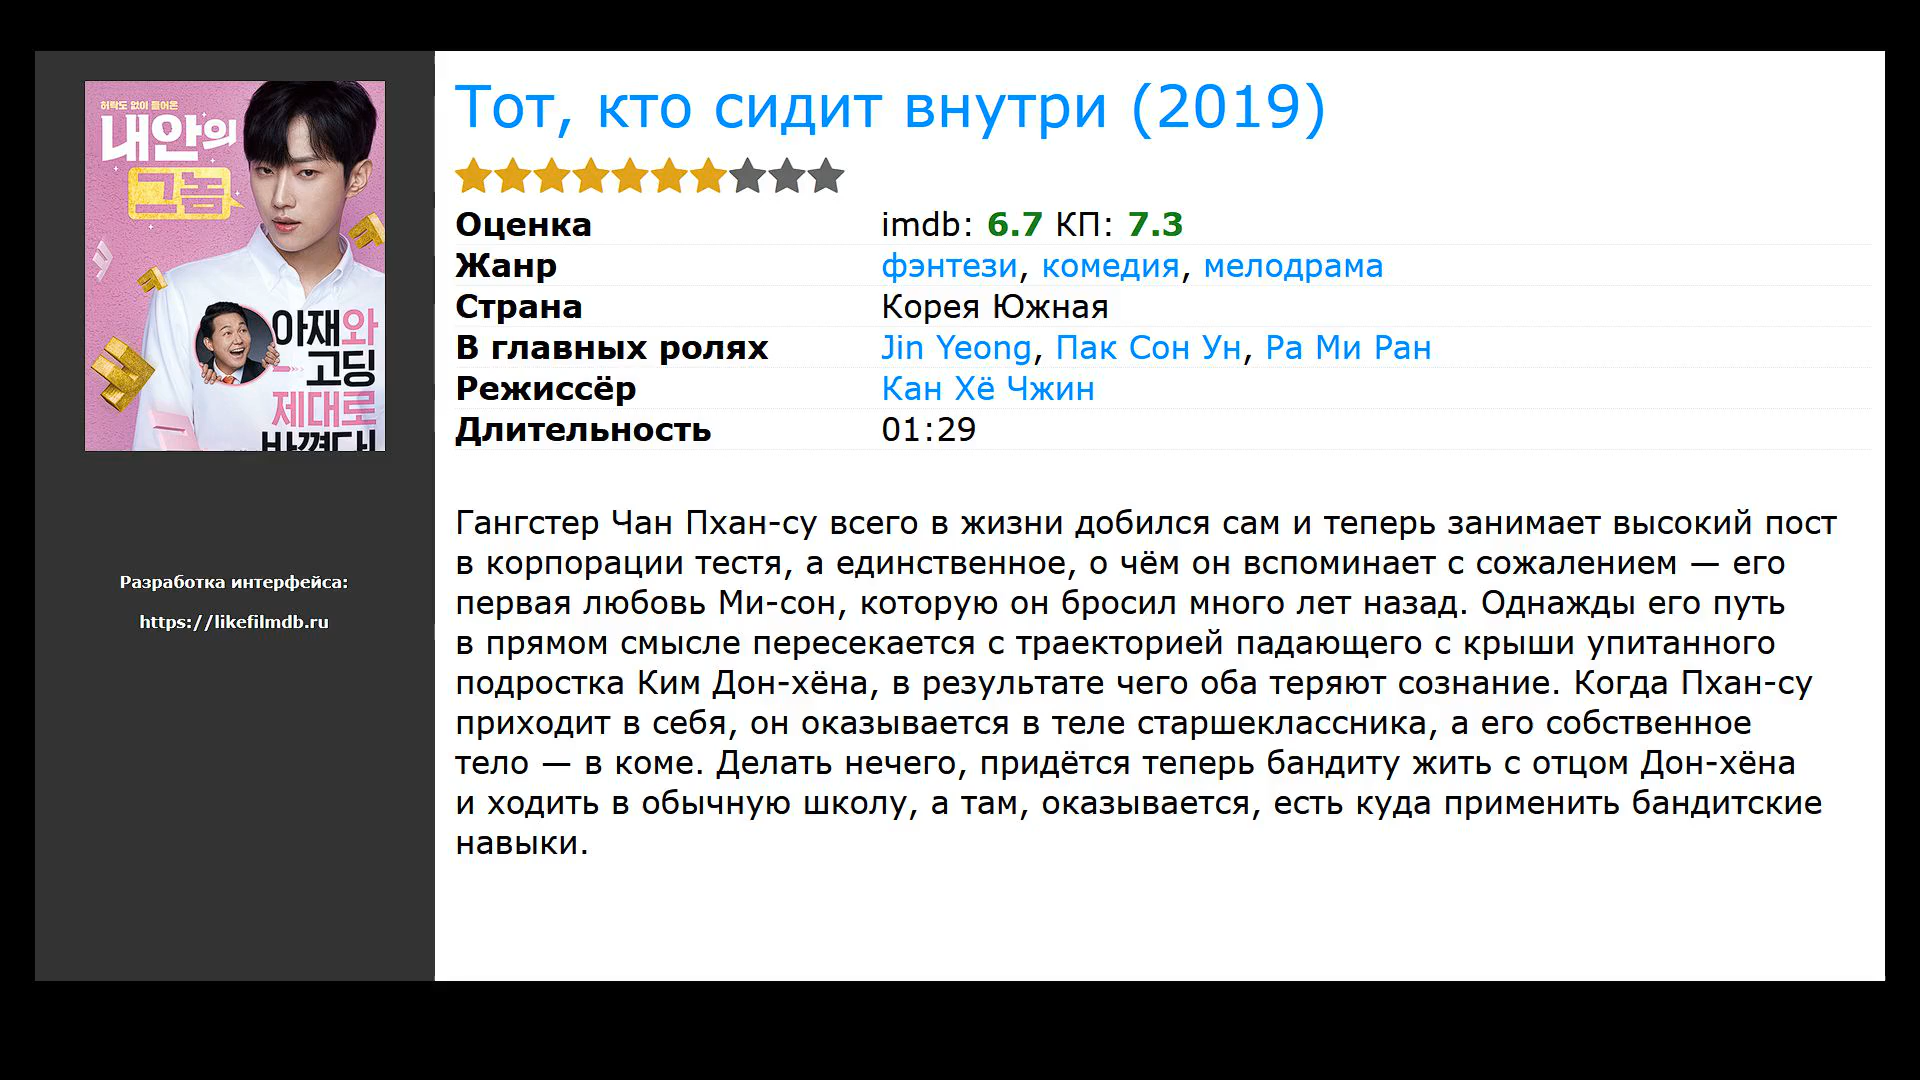 허락도 없이 들어온
내안의
그놈
아재와
고딩
제대로
바꼈다!
Разработка интерфейса:
https://likefilmdb.ru
Тот, кто сидит внутри (2019)
Оценка imdb: 6.7 КП: 7.3
Жанр фэнтези, комедия, мелодрама
Страна Корея Южная
В главных ролях Jin Yeong, Пак Сон Ун, Ра Ми Ран
Режиссёр Кан Хё Чжин
Длительность 01:29
Гангстер Чан Пхан-су всего в жизни добился сам и теперь занимает высокий пост
в корпорации тестя, а единственное, о чём он вспоминает с сожалением — его
первая любовь Ми-сон, которую он бросил много лет назад. Однажды его путь
в прямом смысле пересекается с траекторией падающего с крыши упитанного
подростка Ким Дон-хёна, в результате чего оба теряют сознание. Когда Пхан-су
приходит в себя, он оказывается в теле старшеклассника, а его собственное
тело — в коме. Делать нечего, придётся теперь бандиту жить с отцом Дон-хёна
и ходить в обычную школу, а там, оказывается, есть куда применить бандитские
навыки.